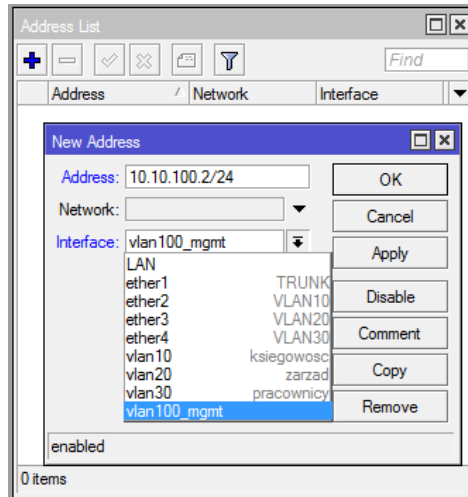 Address List
Find
Address Network Interface
New Address
Address: 10.10.100.2/24 OK
Network: Cancel
Interface: vlan100_mgmt Apply
LAN
ether1 TRUNK
ether2 VLAN10 Disable
ether3 VLAN20
ether4 VLAN30 Comment
vlan10 ksiegowosc
vlan20 zarzad Copy
vlan30 pracownicy
vlan100_mgmt Remove
enabled
0 items